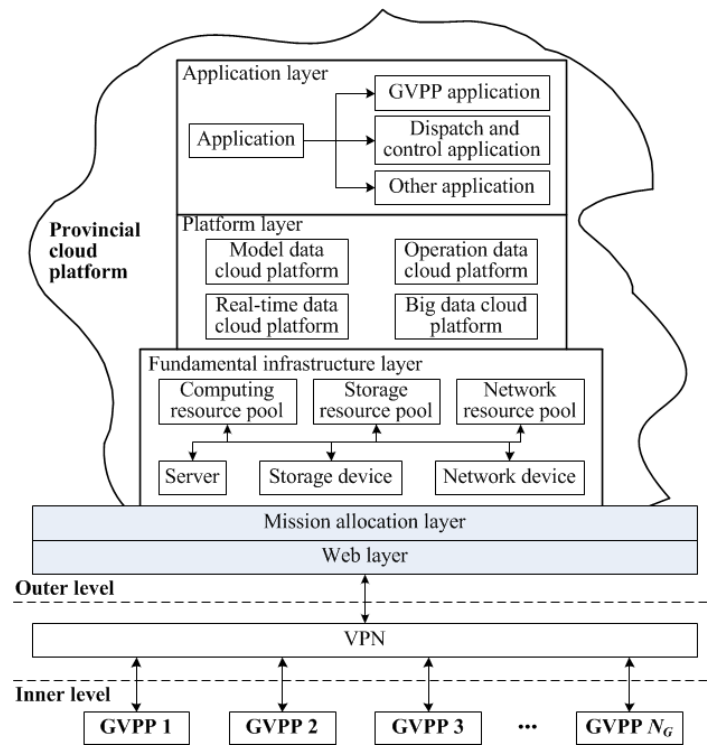 Application layer
GVPP application
Application
Dispatch and
control application
Other application
Provincial
cloud
platform
Platform layer
Model data
cloud platform
Operation data
cloud platform
Real-time data
cloud platform
Big data cloud
platform
Fundamental infrastructure layer
Computing
resource pool
Storage
resource pool
Network
resource pool
Server
Storage device
Network device
Mission allocation layer
Web layer
Outer level
VPN
Inner level
GVPP 1
GVPP 2
GVPP 3
...
GVPP N_G